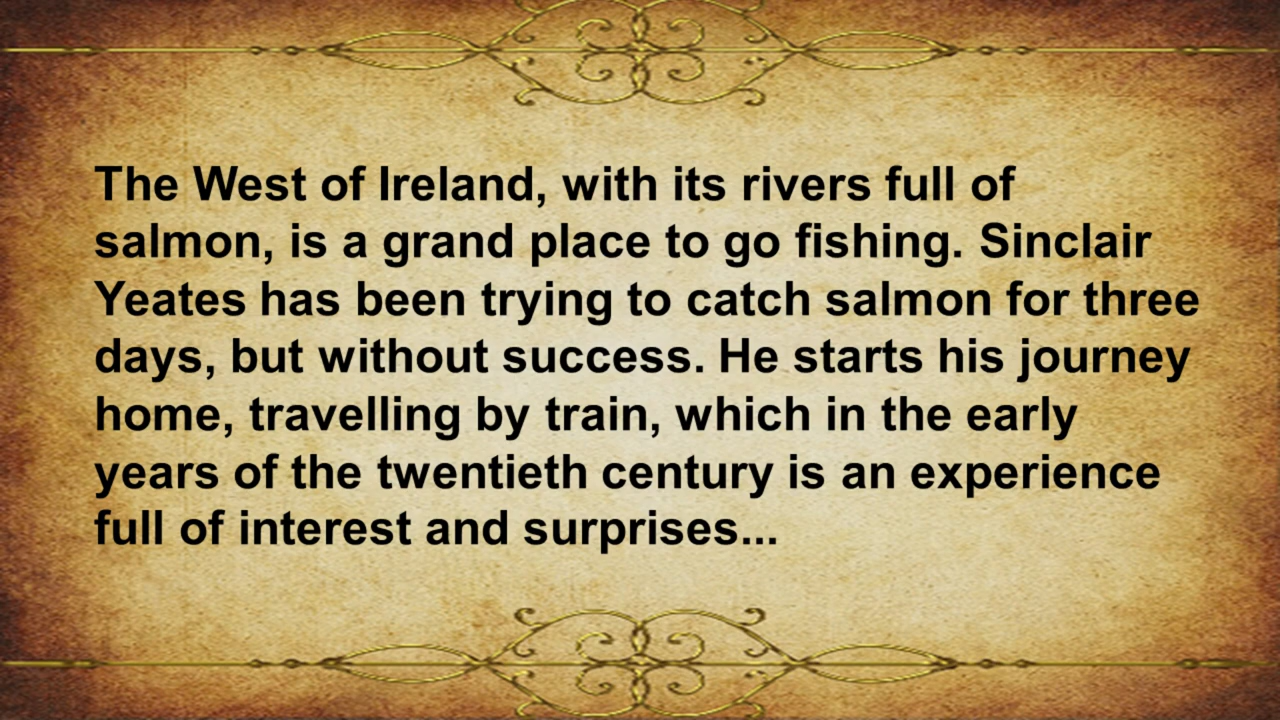 The West of Ireland, with its rivers full of
salmon, is a grand place to go fishing. Sinclair
Yeates has been trying to catch salmon for three
days, but without success. He starts his journey
home, travelling by train, which in the early
years of the twentieth century is an experience
full of interest and surprises...